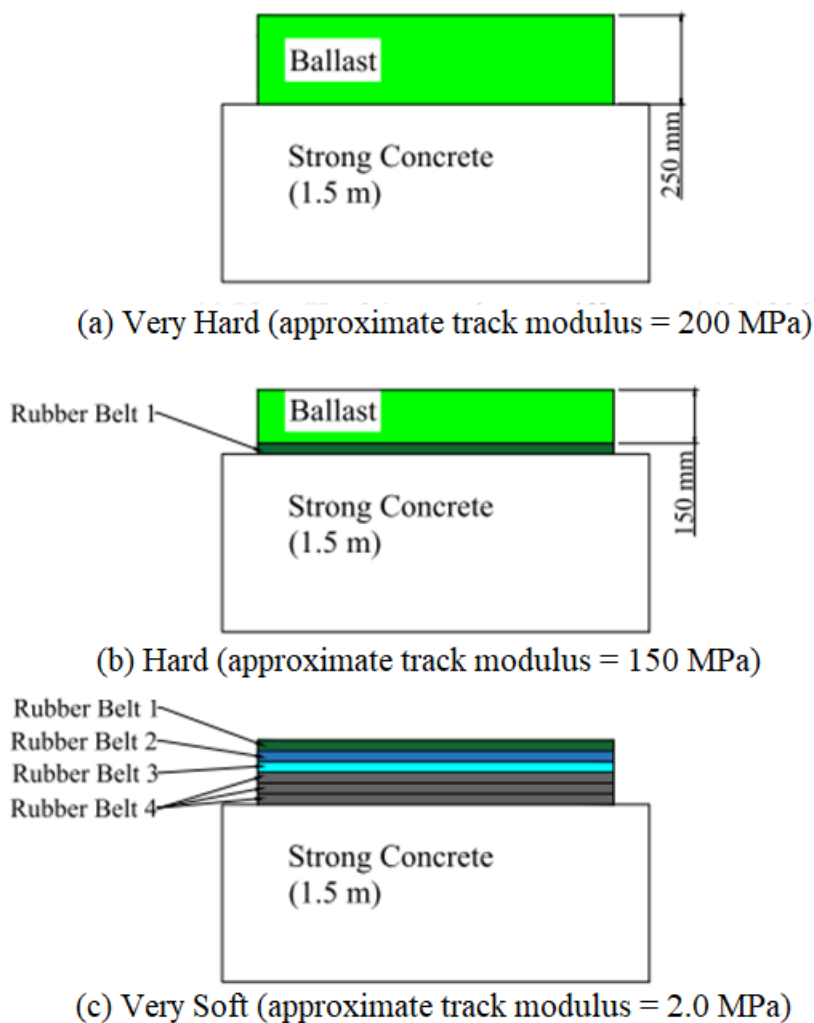 Ballast
Strong Concrete
(1.5 m)
250 mm
(a) Very Hard (approximate track modulus = 200 MPa)
Rubber Belt 1
Ballast
Strong Concrete
(1.5 m)
150 mm
(b) Hard (approximate track modulus = 150 MPa)
Rubber Belt 1
Rubber Belt 2
Rubber Belt 3
Rubber Belt 4
Strong Concrete
(1.5 m)
(c) Very Soft (approximate track modulus = 2.0 MPa)